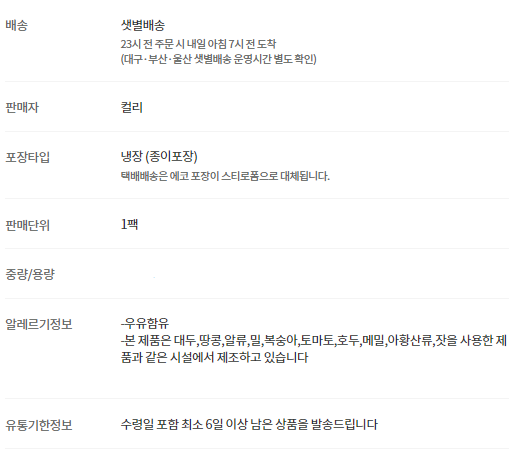 배송
샛별배송
23시 전 주문 시 내일 아침 7시 전 도착
(대구·부산·울산 샛별배송 운영시간 별도 확인)
판매자
컬리
포장타입
냉장 (종이포장)
택배배송은 에코 포장이 스티로폼으로 대체됩니다.
판매단위
1팩
중량/용량
알레르기정보
-우유함유
-본 제품은 대두,땅콩,알류,밀,복숭아,토마토,호두,메밀,아황산류,잣을 사용한 제
품과 같은 시설에서 제조하고 있습니다
유통기한정보
수령일 포함 최소 6일 이상 남은 상품을 발송드립니다